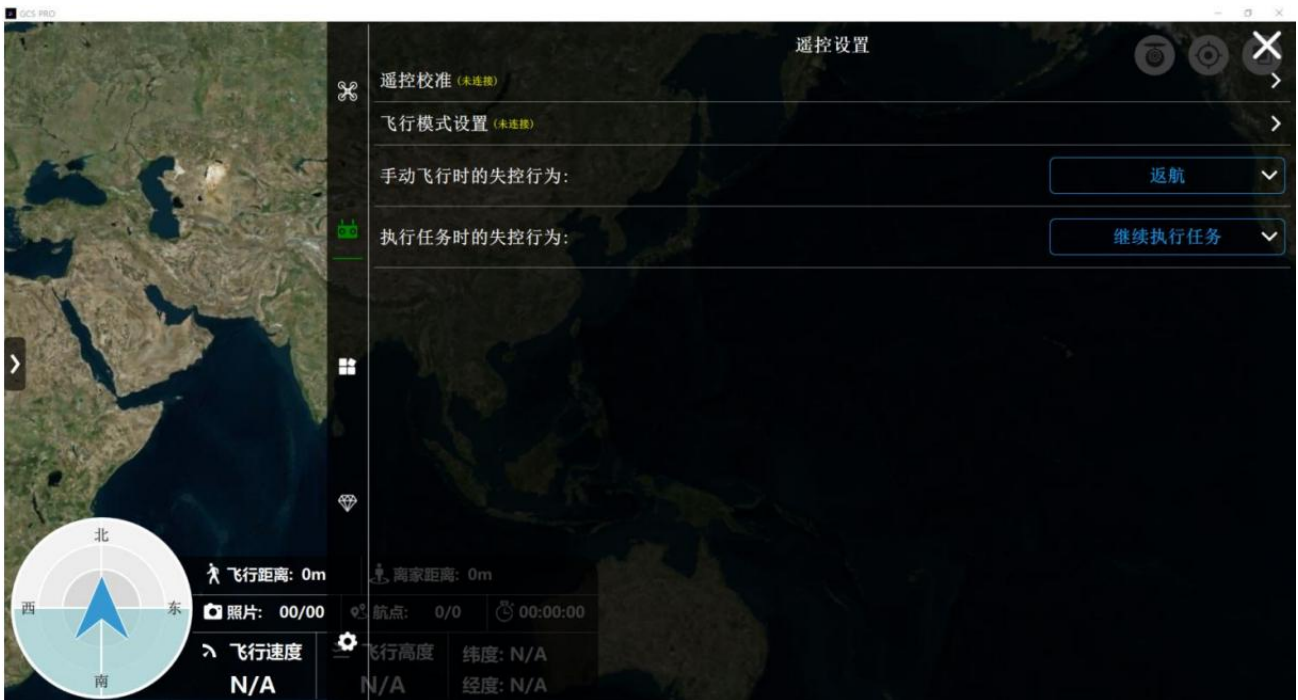 GCS PRO
遥控设置
遥控校准 (未连接)
飞行模式设置 (未连接)
手动飞行时的失控行为: 返航
执行任务时的失控行为: 继续执行任务
北
西 东
南
飞行距离: 0m 离家距离: 0m
照片: 00/00 航点: 0/0 00:00:00
飞行速度 飞行高度 纬度: N/A
N/A N/A 经度: N/A